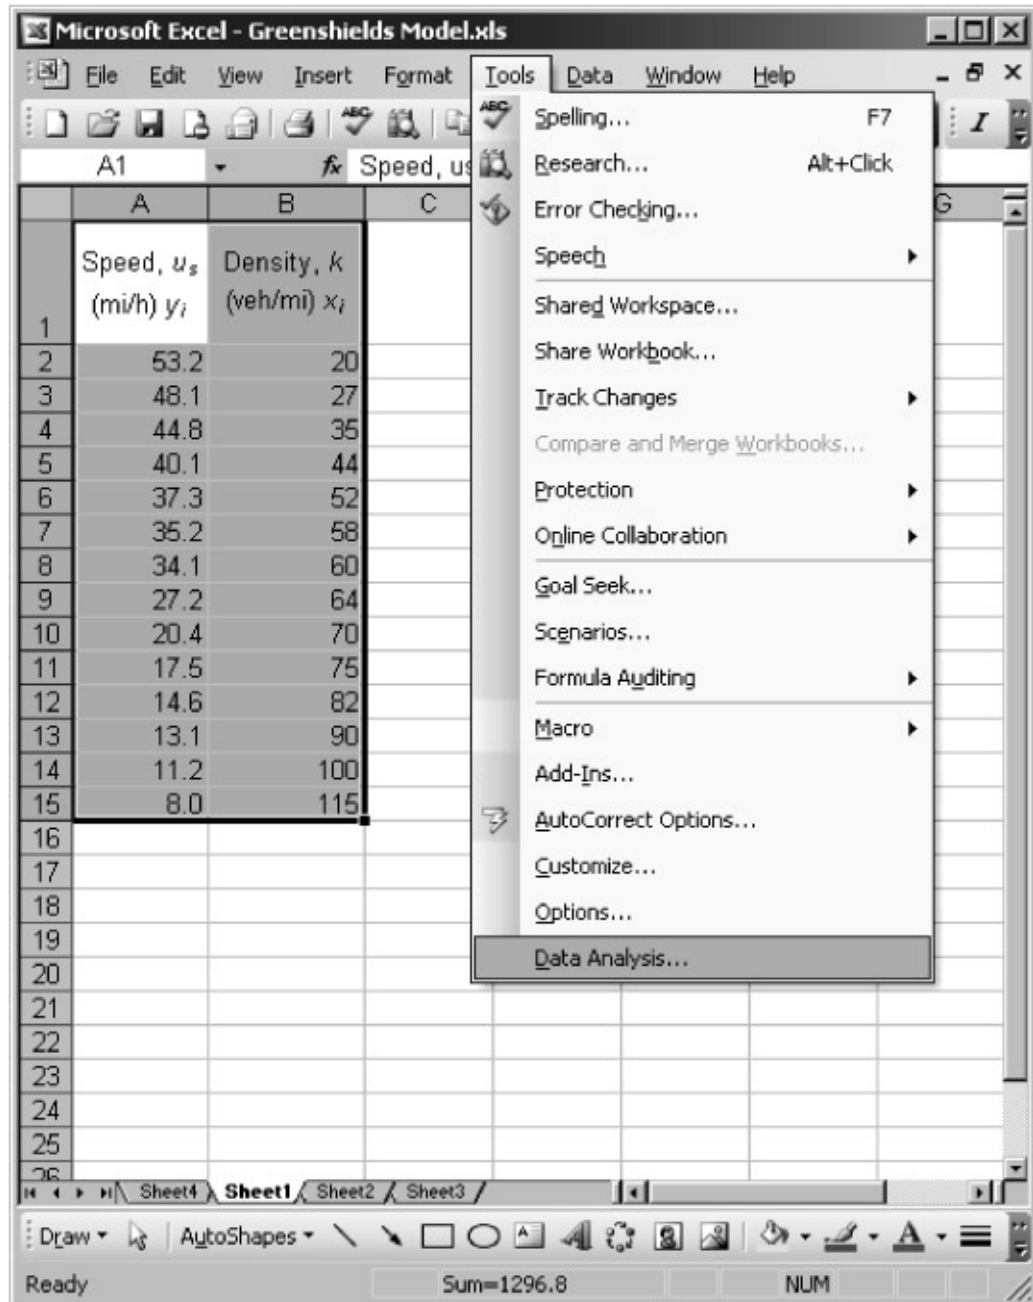 Microsoft Excel - Greenshields Model.xls
File Edit View Insert Format Tools Data Window Help
A1 fx Speed, us
A B C G
Speed, us Density, k
(mi/h) yi (veh/mi) xi
1
2 53.2 20
3 48.1 27
4 44.8 35
5 40.1 44
6 37.3 52
7 35.2 58
8 34.1 60
9 27.2 64
10 20.4 70
11 17.5 75
12 14.6 82
13 13.1 90
14 11.2 100
15 8.0 115
16
17
18
19
20
21
22
23
24
25
26
Spelling... F7
Research... Alt+Click
Error Checking...
Speech
Shared Workspace...
Share Workbook...
Track Changes
Compare and Merge Workbooks...
Protection
Online Collaboration
Goal Seek...
Scenarios...
Formula Auditing
Macro
Add-Ins...
AutoCorrect Options...
Customize...
Options...
Data Analysis...
Sheet4 Sheet1 Sheet2 Sheet3
Draw AutoShapes
Ready Sum=1296.8 NUM